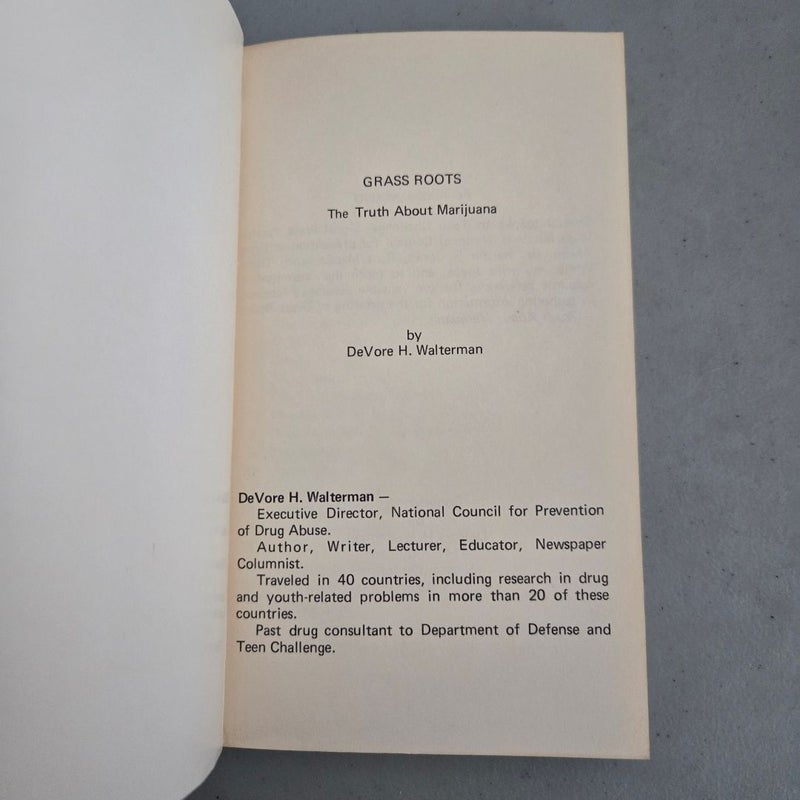 GRASS ROOTS
The Truth About Marijuana
by
DeVore H. Walterman
DeVore H. Walterman —
Executive Director, National Council for Prevention
of Drug Abuse.
Author, Writer, Lecturer, Educator, Newspaper
Columnist.
Traveled in 40 countries, including research in drug
and youth-related problems in more than 20 of these
countries.
Past drug consultant to Department of Defense and
Teen Challenge.